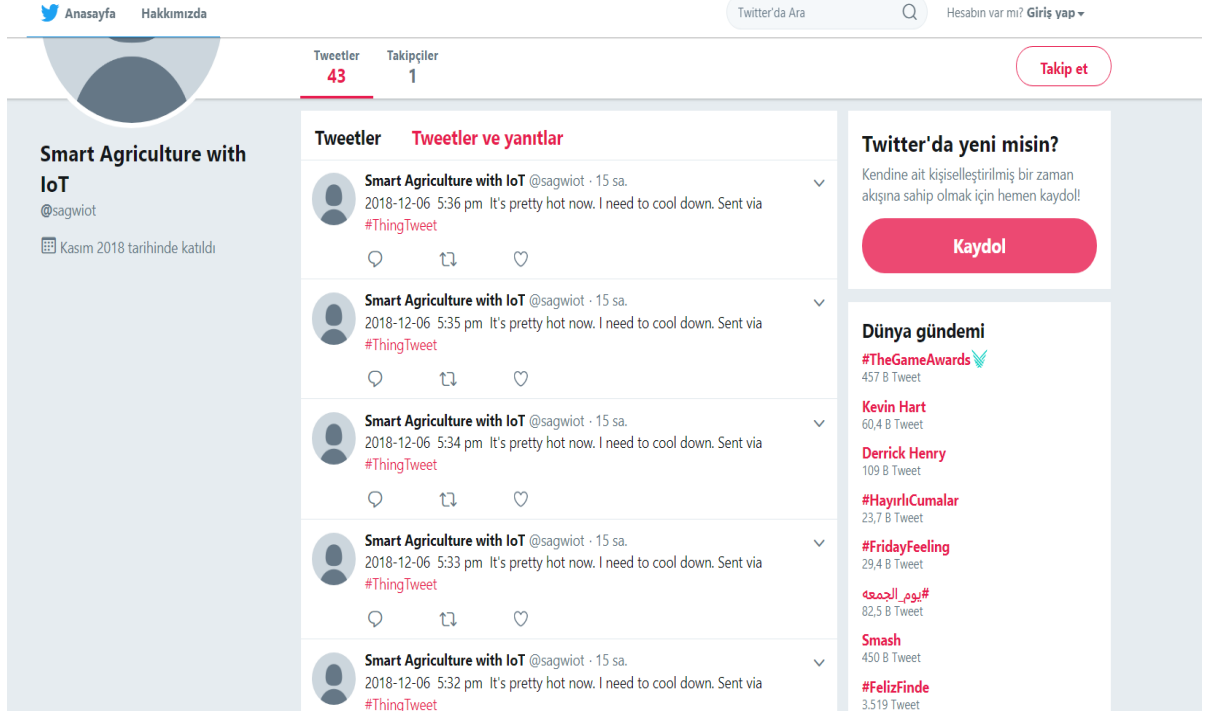 Anasayfa Hakkımızda
Twitter'da Ara
Hesabın var mı? Giriş yap
Tweetler
43
Takipçiler
1
Takip et
Smart Agriculture with
IoT
@sagwiot
Kasım 2018 tarihinde katıldı
Tweetler Tweetler ve yanıtlar
Smart Agriculture with IoT @sagwiot · 15 sa.
2018-12-06 5:36 pm It's pretty hot now. I need to cool down. Sent via
#ThingTweet
Smart Agriculture with IoT @sagwiot · 15 sa.
2018-12-06 5:35 pm It's pretty hot now. I need to cool down. Sent via
#ThingTweet
Smart Agriculture with IoT @sagwiot · 15 sa.
2018-12-06 5:34 pm It's pretty hot now. I need to cool down. Sent via
#ThingTweet
Smart Agriculture with IoT @sagwiot · 15 sa.
2018-12-06 5:33 pm It's pretty hot now. I need to cool down. Sent via
#ThingTweet
Smart Agriculture with IoT @sagwiot · 15 sa.
2018-12-06 5:32 pm It's pretty hot now. I need to cool down. Sent via
#ThingTweet
Twitter'da yeni misin?
Kendine ait kişiselleştirilmiş bir zaman
akışına sahip olmak için hemen kaydol!
Kaydol
Dünya gündemi
#TheGameAwards
457 B Tweet
Kevin Hart
60,4 B Tweet
Derrick Henry
109 B Tweet
#HayırlıCumalar
23,7 B Tweet
#FridayFeeling
29,4 B Tweet
#يوم_الجمعه
82,5 B Tweet
Smash
450 B Tweet
#FelizFinde
3.519 Tweet